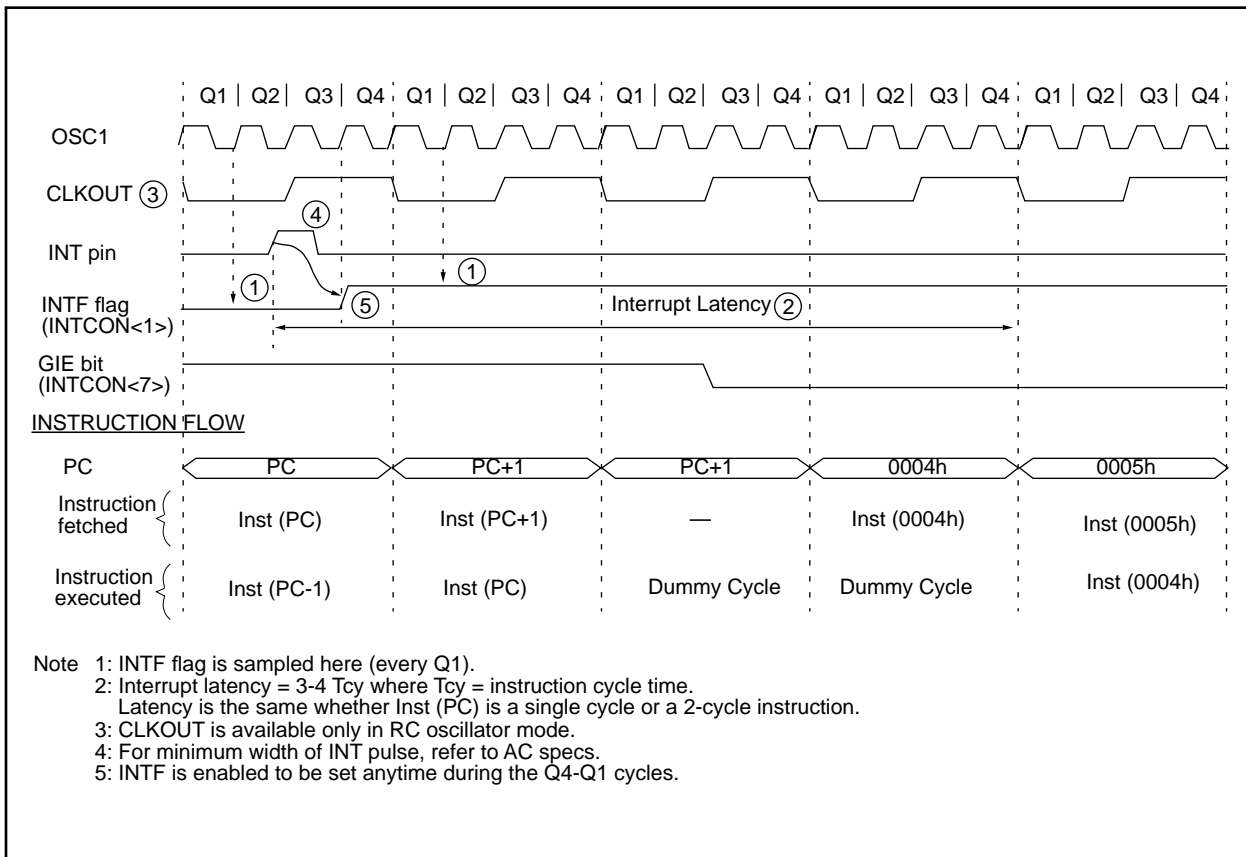 Q1 | Q2 | Q3 | Q4 Q1 | Q2 | Q3 | Q4 Q1 | Q2 | Q3 | Q4 Q1 | Q2 | Q3 | Q4 Q1 | Q2 | Q3 | Q4
OSC1
CLKOUT 3
4
INT pin
1
1
INTF flag
(INTCON<1>)
5
Interrupt Latency 2
GIE bit
(INTCON<7>)
INSTRUCTION FLOW
PC PC PC+1 PC+1 0004h 0005h
Instruction
fetched
Inst (PC) Inst (PC+1) — Inst (0004h) Inst (0005h)
Instruction
executed
Inst (PC-1) Inst (PC) Dummy Cycle Dummy Cycle Inst (0004h)
Note 1: INTF flag is sampled here (every Q1).
2: Interrupt latency = 3-4 Tcy where Tcy = instruction cycle time.
Latency is the same whether Inst (PC) is a single cycle or a 2-cycle instruction.
3: CLKOUT is available only in RC oscillator mode.
4: For minimum width of INT pulse, refer to AC specs.
5: INTF is enabled to be set anytime during the Q4-Q1 cycles.